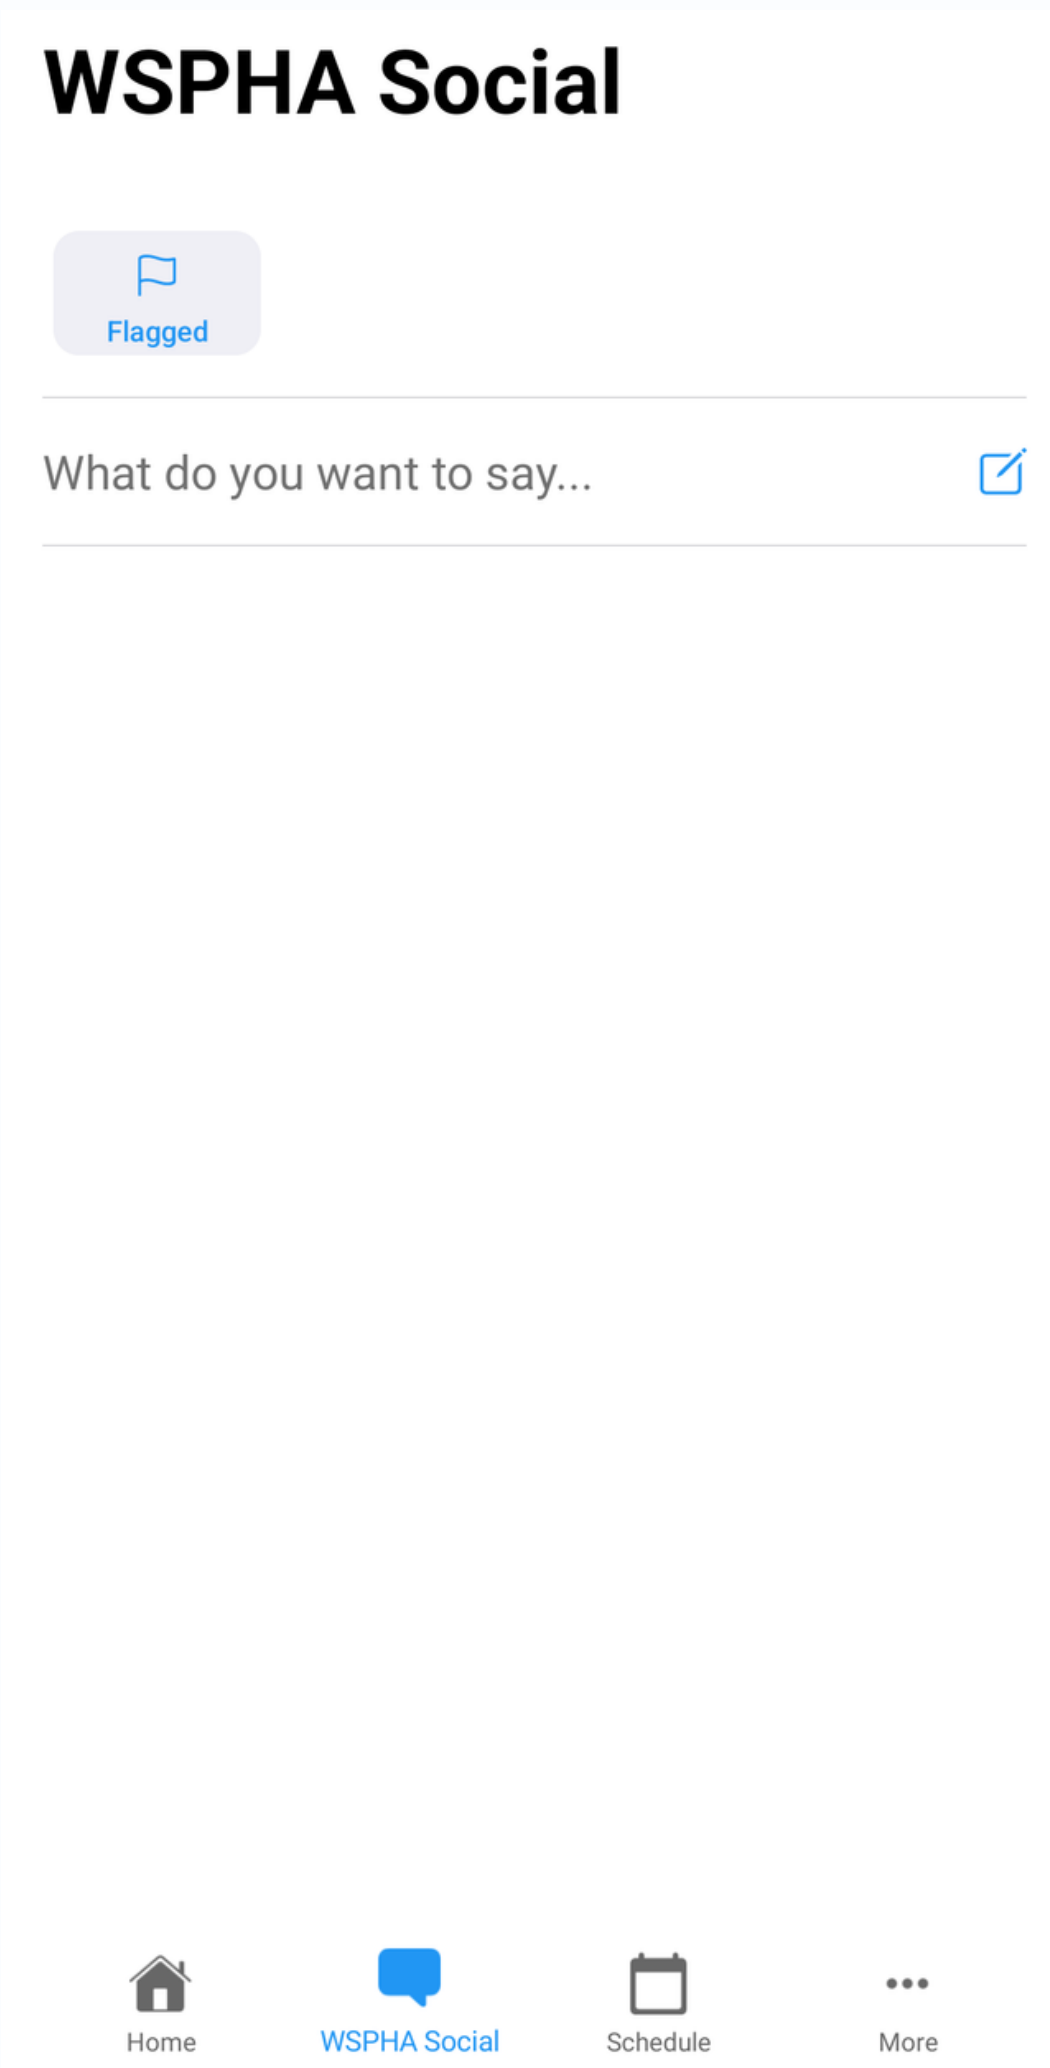 WSPHA Social
Flagged
What do you want to say...
Home
WSPHA Social
Schedule
More